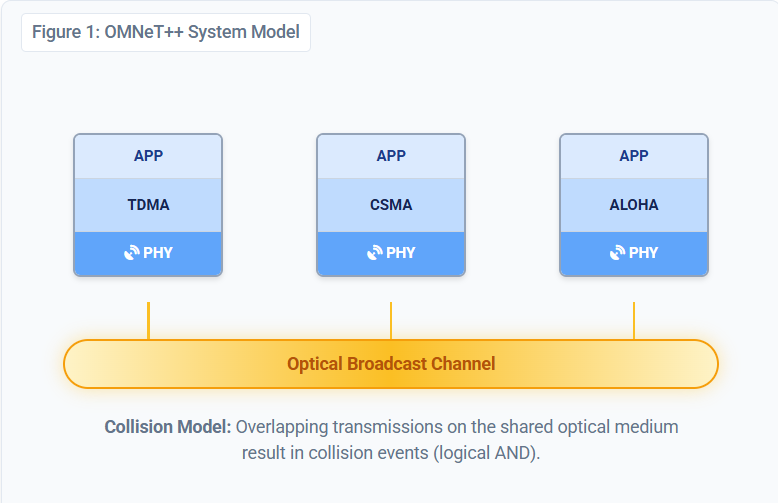 Figure 1: OMNeT++ System Model
APP APP APP
TDMA CSMA ALOHA
PHY PHY PHY
Optical Broadcast Channel
Collision Model: Overlapping transmissions on the shared optical medium
result in collision events (logical AND).